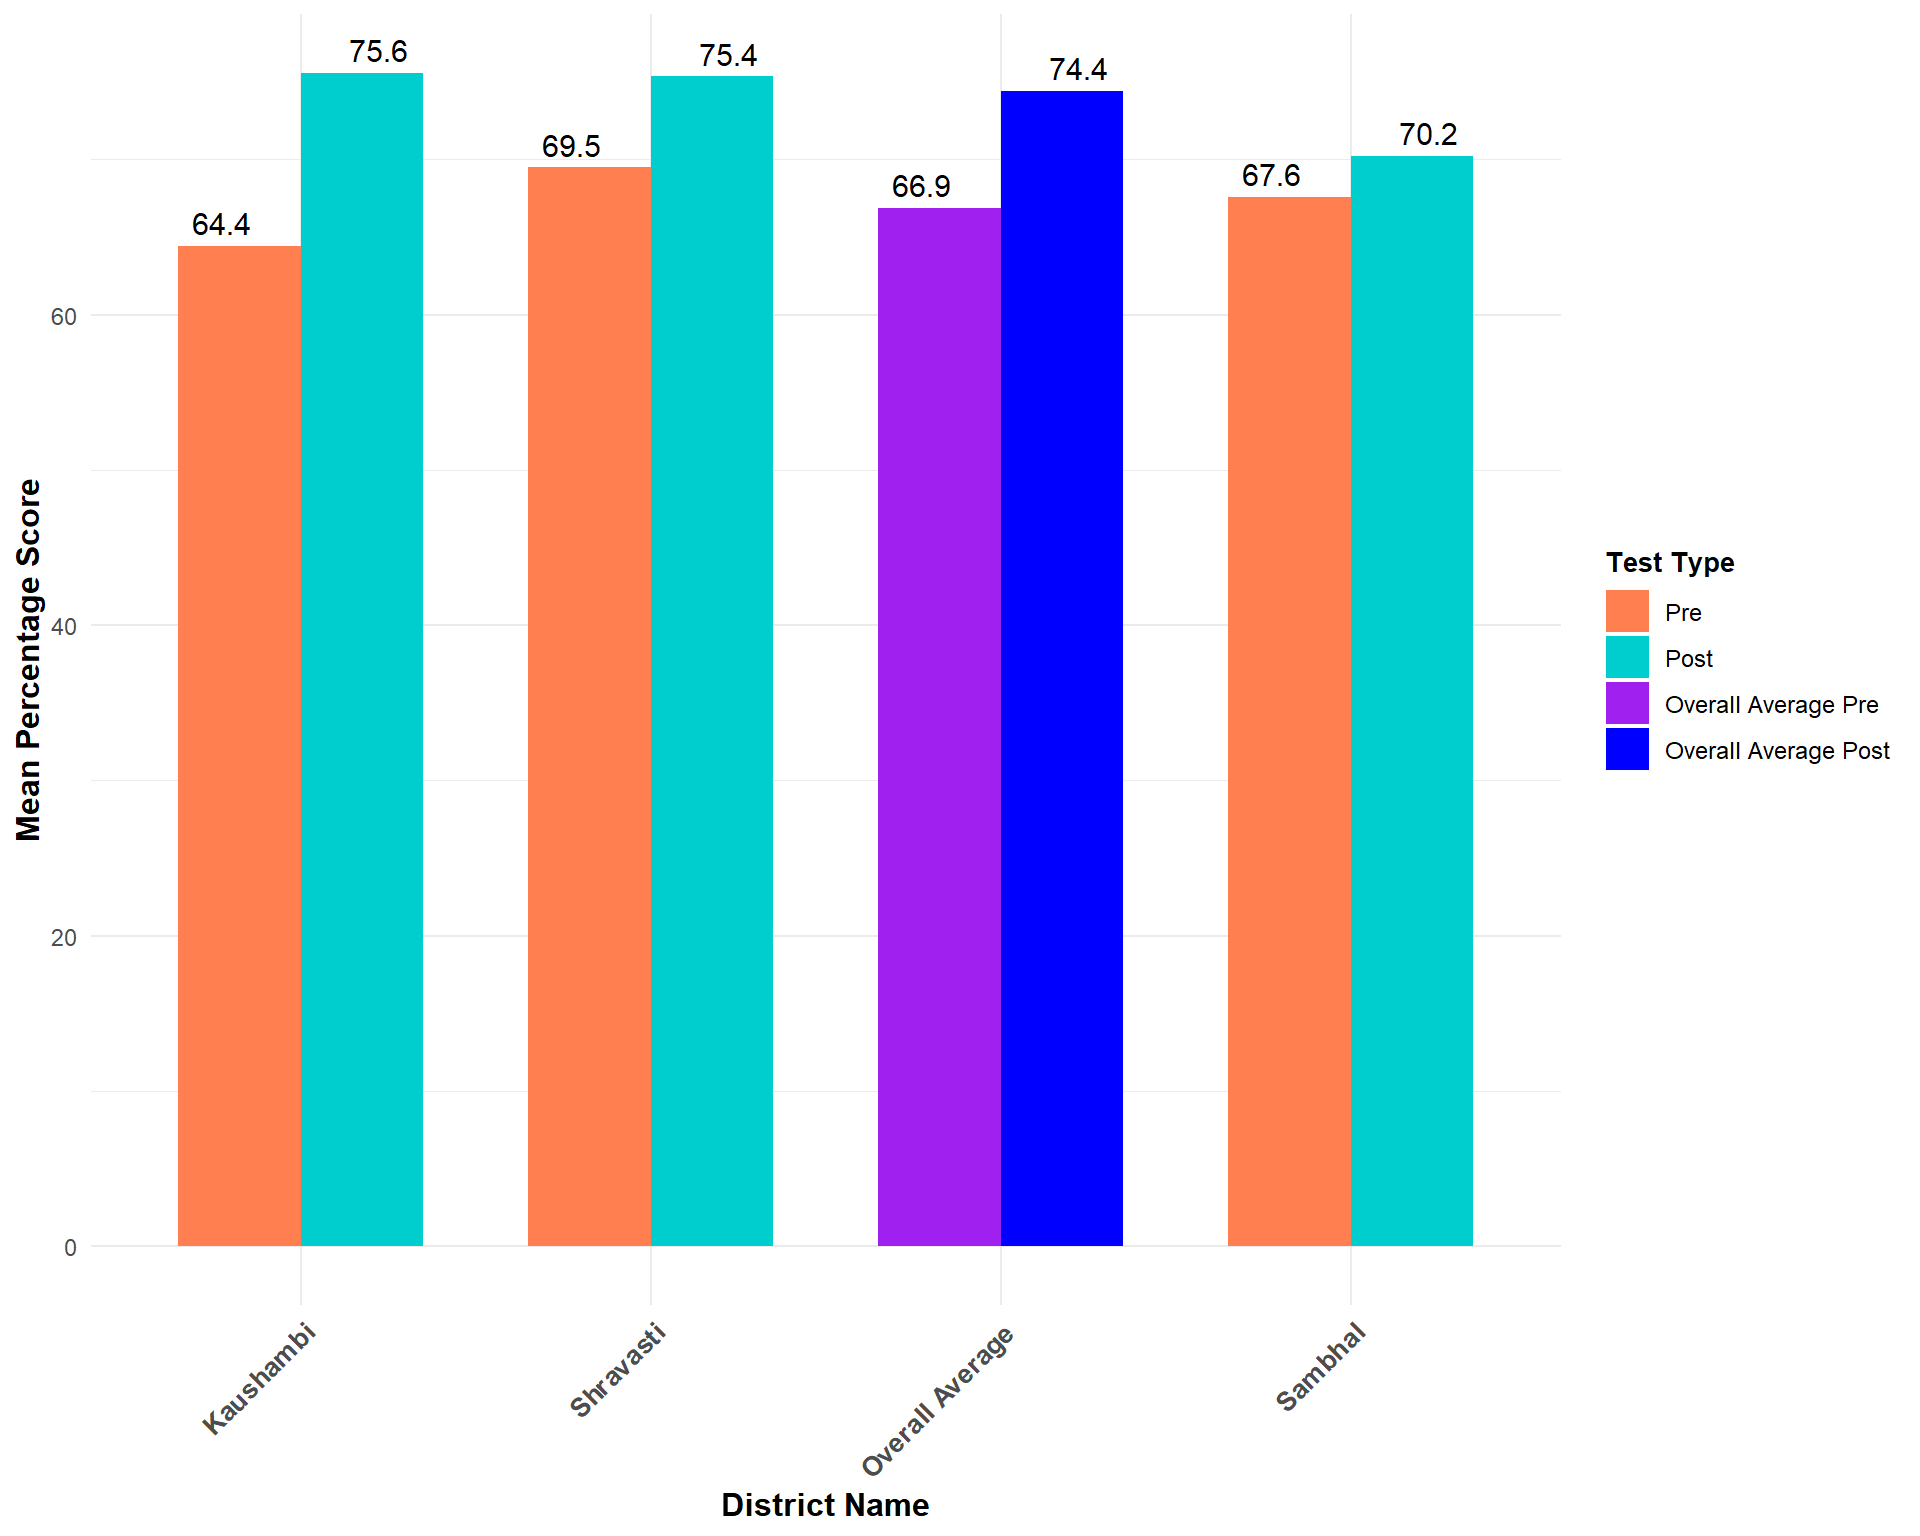 75.6
75.4
74.4
70.2
69.5
67.6
66.9
64.4
60
40
20
0
Mean Percentage Score
Kaushambi
Shravasti
Overall Average
Sambhal
District Name
Test Type
Pre
Post
Overall Average Pre
Overall Average Post